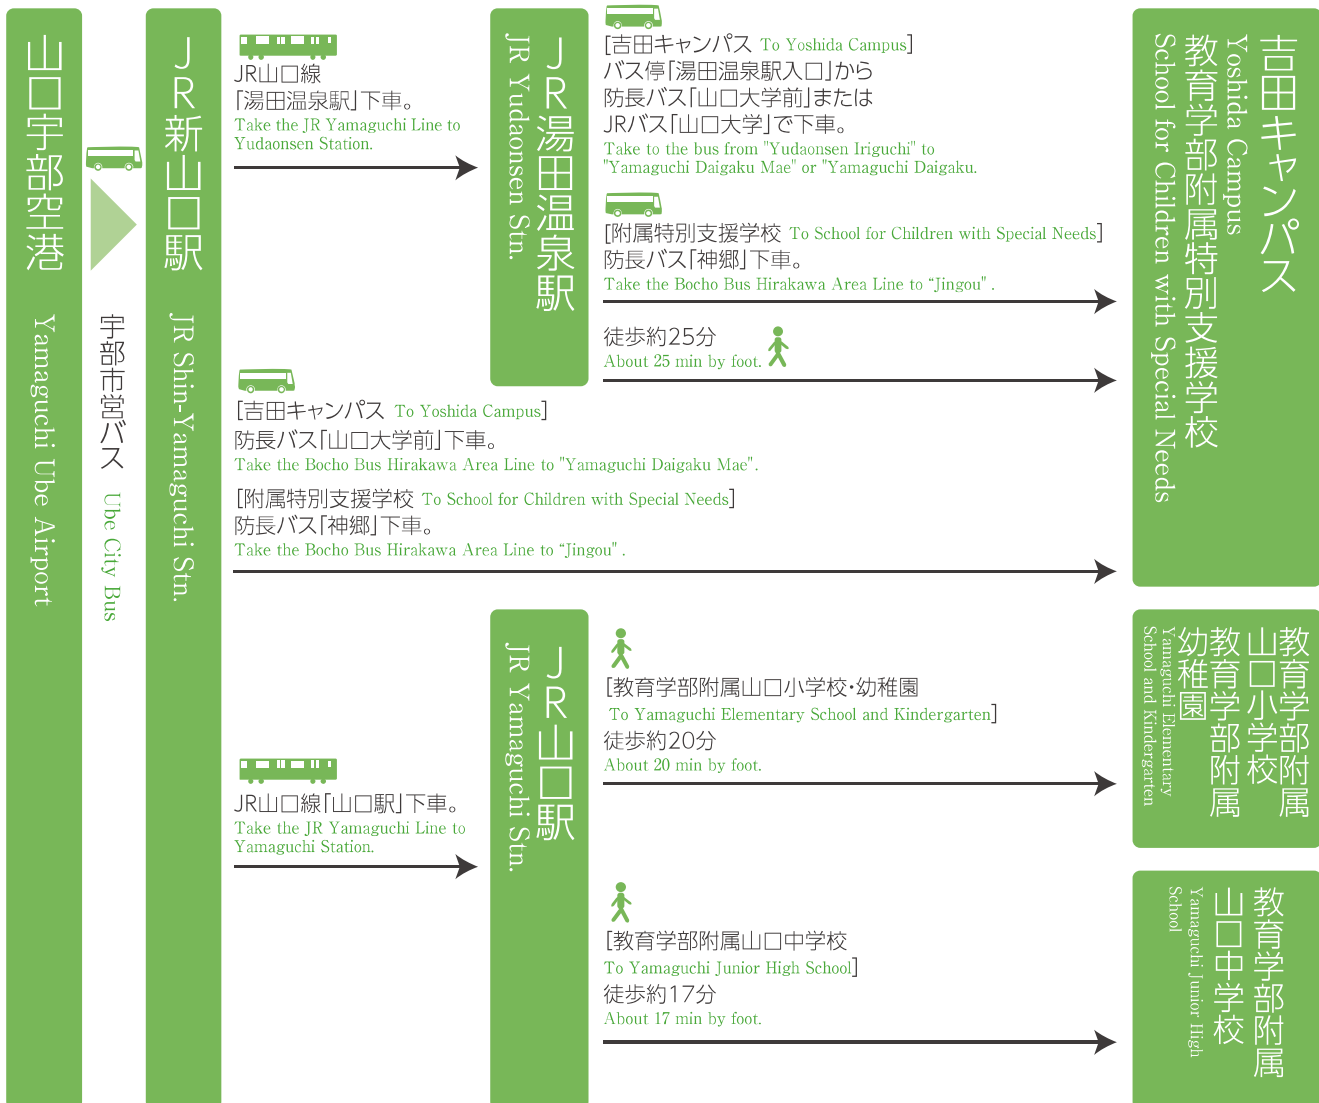 山口宇部空港
Yamaguchi Ube Airport
宇部市営バス
Ube City Bus
JR新山口駅
JR Shin-Yamaguchi Stn.
JR山口線
「湯田温泉駅」下車。
Take the JR Yamaguchi Line to
Yudaonsen Station.
JR湯田温泉駅
JR Yudaonsen Stn.
[吉田キャンパス To Yoshida Campus]
バス停「湯田温泉駅入口」から
防長バス「山口大学前」または
JRバス「山口大学」で下車。
Take to the bus from "Yudaonsen Iriguchi" to
"Yamaguchi Daigaku Mae" or "Yamaguchi Daigaku.
[附属特別支援学校 To School for Children with Special Needs]
防長バス「神郷」下車。
Take the Bocho Bus Hirakawa Area Line to “Jingou" .
徒歩約25分
About 25 min by foot.
[吉田キャンパス To Yoshida Campus]
防長バス「山口大学前」下車。
Take the Bocho Bus Hirakawa Area Line to "Yamaguchi Daigaku Mae" .
[附属特別支援学校 To School for Children with Special Needs]
防長バス「神郷」下車。
Take the Bocho Bus Hirakawa Area Line to “Jingou" .
吉田キャンパス
Yoshida Campus
教育学部附属特別支援学校
School for Children with Special Needs
JR山口線「山口駅」下車。
Take the JR Yamaguchi Line to
Yamaguchi Station.
JR山口駅
JR Yamaguchi Stn.
[教育学部附属山口小学校・幼稚園
To Yamaguchi Elementary School and Kindergarten]
徒歩約20分
About 20 min by foot.
教育学部附属
山口小学校
教育学部附属
幼稚園
Yamaguchi Elementary
School and Kindergarten
[教育学部附属山口中学校
To Yamaguchi Junior High School]
徒歩約17分
About 17 min by foot.
教育学部附属
山口中学校
Yamaguchi Junior High
School